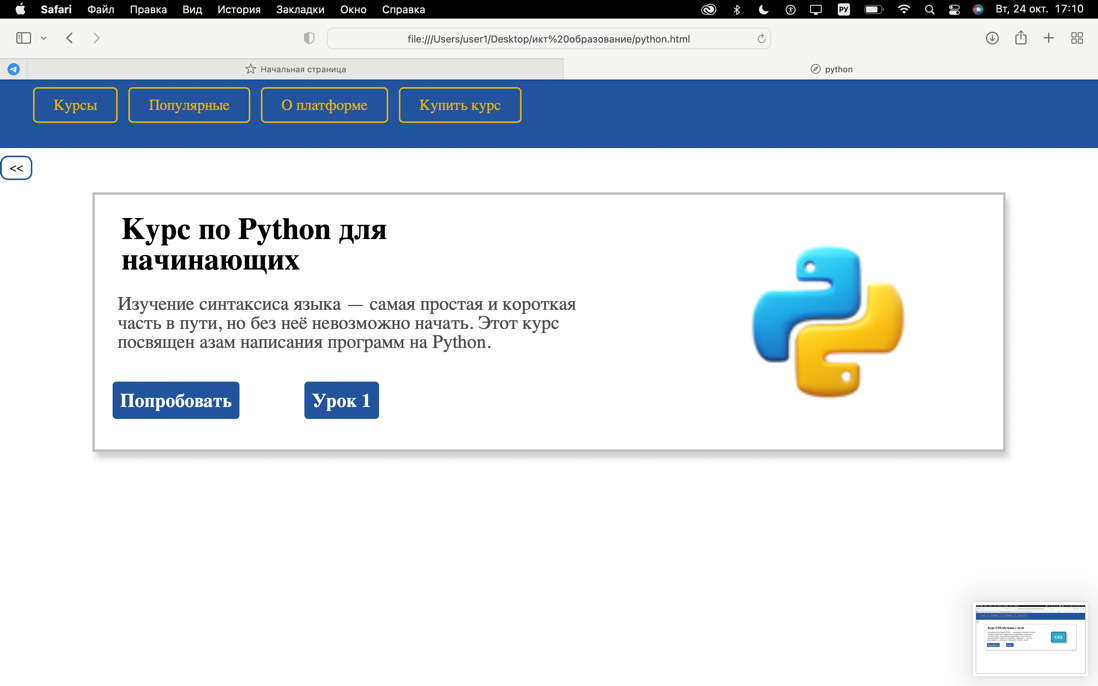 Safari Файл Правка Вид История Закладки Окно Справка РУ Вт, 24 окт. 17:10
file:///Users/user1/Desktop/икт%20образование/python.html
Начальная страница python
Курсы Популярные О платформе Купить курс
<<
Курс по Python для
начинающих
Изучение синтаксиса языка — самая простая и короткая
часть в пути, но без неё невозможно начать. Этот курс
посвящен азам написания программ на Python.
Попробовать Урок 1
CSS